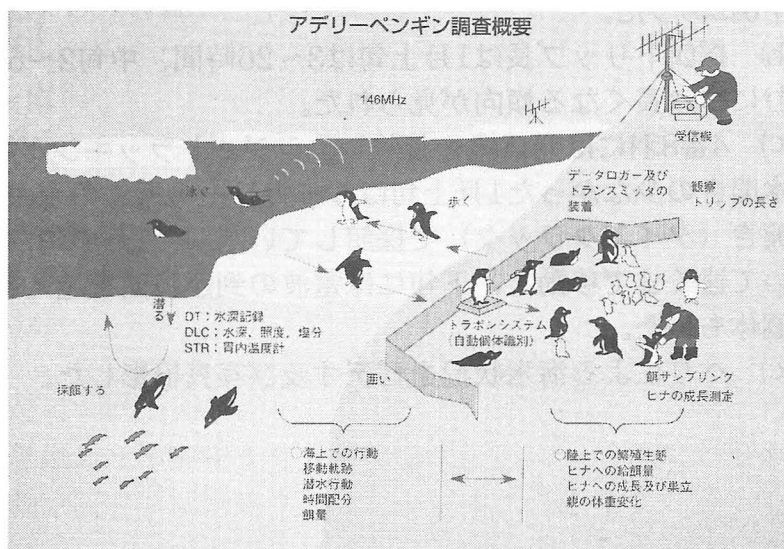 アデリーペンギン調査概要
146MHz
受信機
データロガー及び
トランスミッタの
装着
観察
トリップの長さ
泳ぐ
歩く
潜る
DT：水深記録
DLC：水深、照度、塩分
STR：胃内温度計
トラポンシステム
(自動個体識別)
採餌する
囲い
餌サンプリング
ヒナの成長測定
○海上での行動
移動軌跡
潜水行動
時間配分
餌量
○陸上での繁殖生態
ヒナへの給餌量
ヒナへの成長及び巣立
親の体重変化